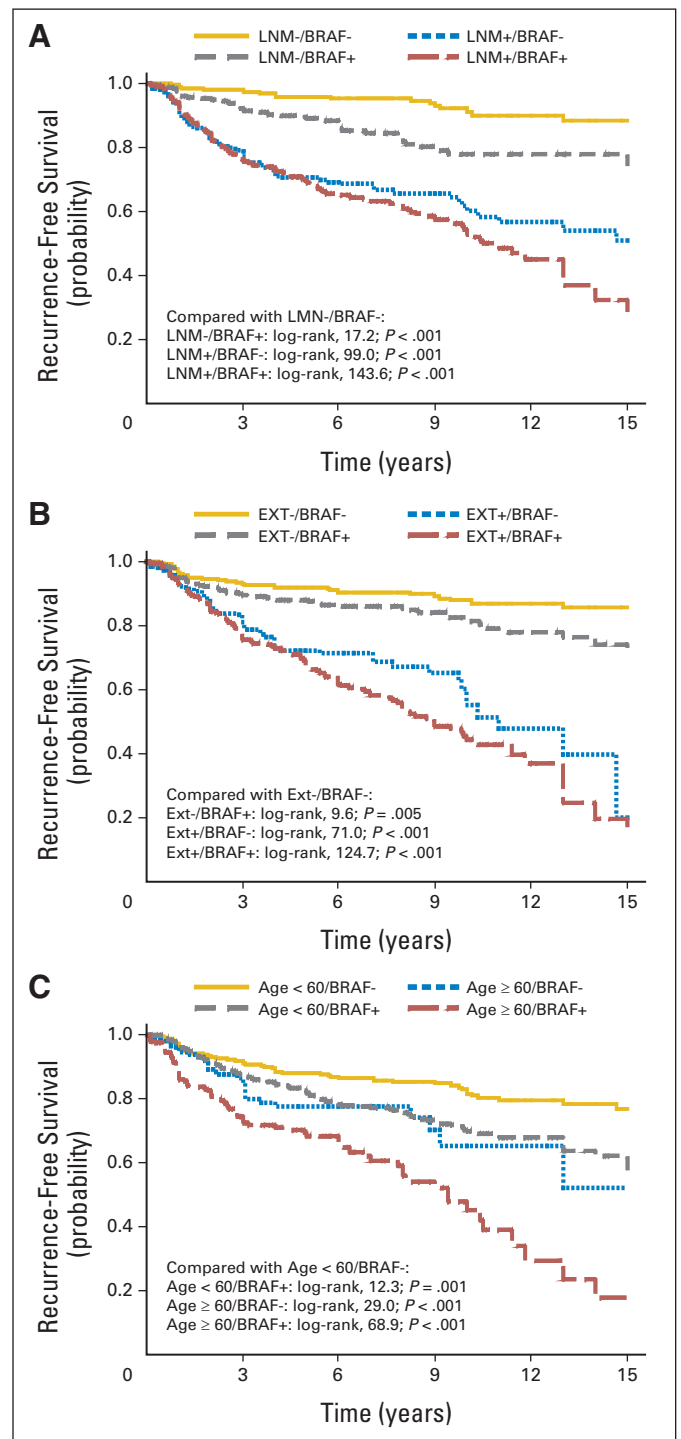 A
LNM-/BRAF- LNM+/BRAF-
LNM-/BRAF+ LNM+/BRAF+
1.0
0.8
0.6
0.4
0.2
Recurrence-Free Survival
(probability)
Compared with LMN-/BRAF-:
LNM-/BRAF+: log-rank, 17.2; P < .001
LNM+/BRAF-: log-rank, 99.0; P < .001
LNM+/BRAF+: log-rank, 143.6; P < .001
0 3 6 9 12 15
Time (years)
B
EXT-/BRAF- EXT+/BRAF-
EXT-/BRAF+ EXT+/BRAF+
1.0
0.8
0.6
0.4
0.2
Recurrence-Free Survival
(probability)
Compared with Ext-/BRAF-:
Ext-/BRAF+: log-rank, 9.6; P = .005
Ext+/BRAF-: log-rank, 71.0; P < .001
Ext+/BRAF+: log-rank, 124.7; P < .001
0 3 6 9 12 15
Time (years)
C
Age < 60/BRAF- Age ≥ 60/BRAF-
Age < 60/BRAF+ Age ≥ 60/BRAF+
1.0
0.8
0.6
0.4
0.2
Recurrence-Free Survival
(probability)
Compared with Age < 60/BRAF-:
Age < 60/BRAF+: log-rank, 12.3; P = .001
Age ≥ 60/BRAF-: log-rank, 29.0; P < .001
Age ≥ 60/BRAF+: log-rank, 68.9; P < .001
0 3 6 9 12 15
Time (years)